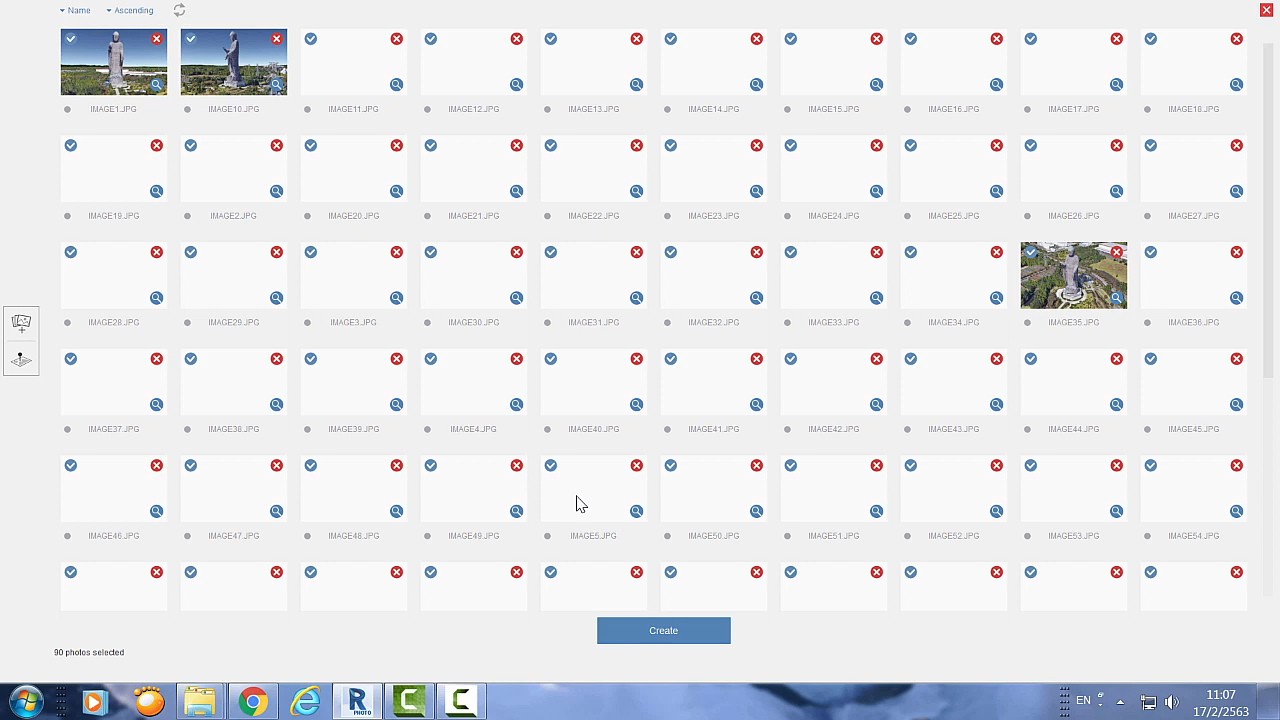 Name Ascending
IMAGE1.JPG IMAGE10.JPG IMAGE11.JPG IMAGE12.JPG IMAGE13.JPG IMAGE14.JPG IMAGE15.JPG IMAGE16.JPG IMAGE17.JPG IMAGE18.JPG
IMAGE19.JPG IMAGE2.JPG IMAGE20.JPG IMAGE21.JPG IMAGE22.JPG IMAGE23.JPG IMAGE24.JPG IMAGE25.JPG IMAGE26.JPG IMAGE27.JPG
IMAGE28.JPG IMAGE29.JPG IMAGE3.JPG IMAGE30.JPG IMAGE31.JPG IMAGE32.JPG IMAGE33.JPG IMAGE34.JPG IMAGE35.JPG IMAGE36.JPG
IMAGE37.JPG IMAGE38.JPG IMAGE39.JPG IMAGE4.JPG IMAGE40.JPG IMAGE41.JPG IMAGE42.JPG IMAGE43.JPG IMAGE44.JPG IMAGE45.JPG
IMAGE46.JPG IMAGE47.JPG IMAGE48.JPG IMAGE49.JPG IMAGE5.JPG IMAGE50.JPG IMAGE51.JPG IMAGE52.JPG IMAGE53.JPG IMAGE54.JPG
Create
90 photos selected
R
PHOTO
EN
11:07
17/2/2563